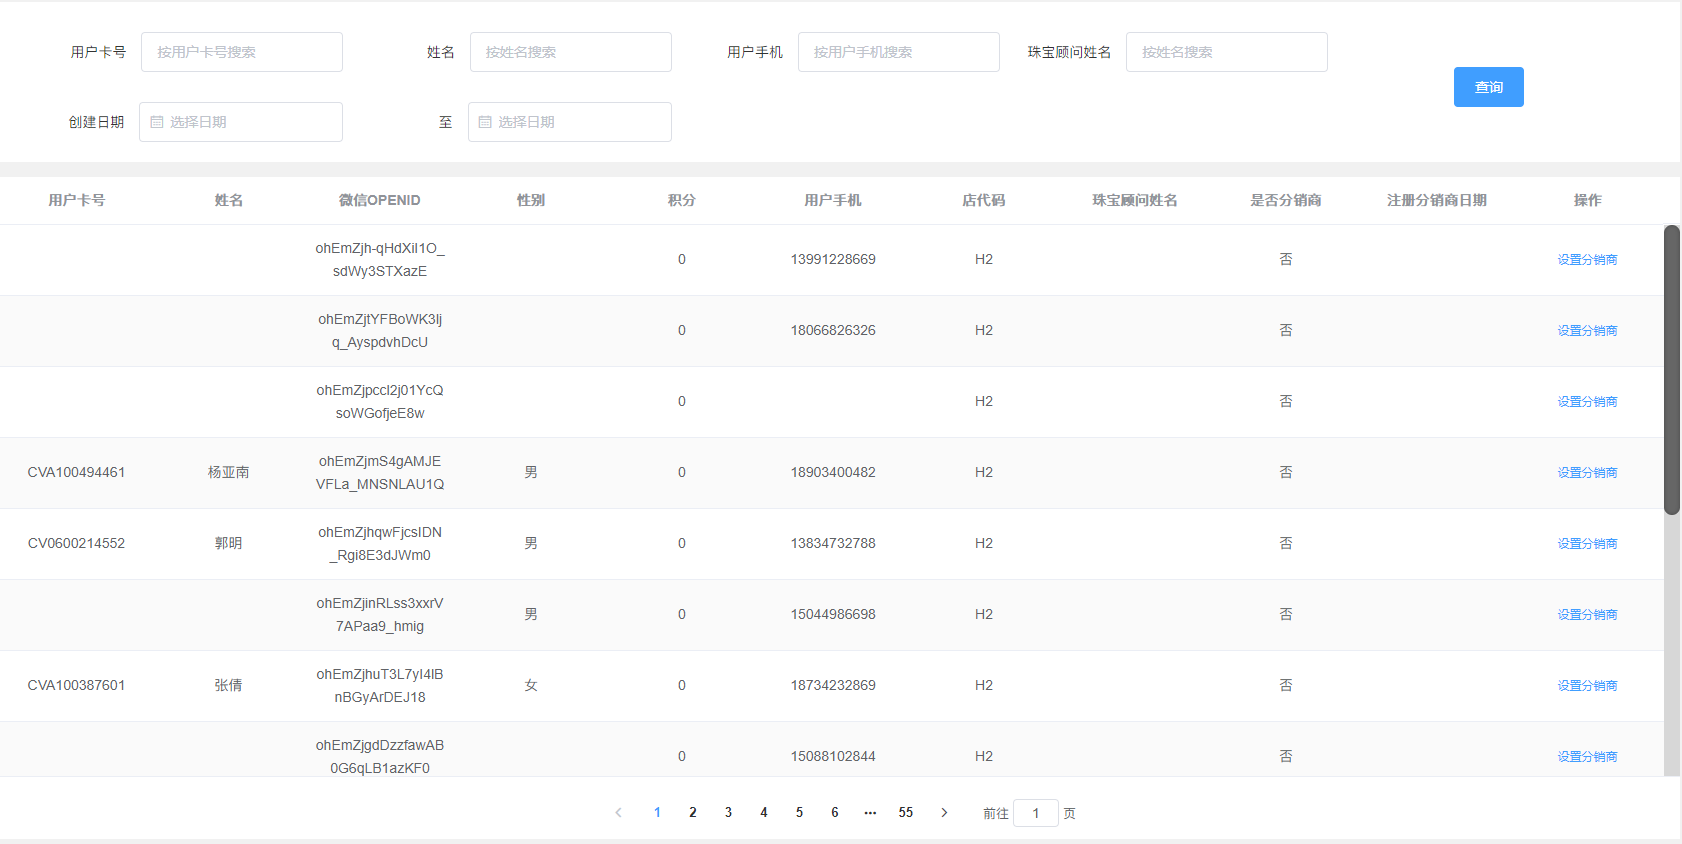 用户卡号 按用户卡号搜索 姓名 按姓名搜索 用户手机 按用户手机搜索 珠宝顾问姓名 按姓名搜索
查询
创建日期 选择日期 至 选择日期
用户卡号 姓名 微信OPENID 性别 积分 用户手机 店代码 珠宝顾问姓名 是否分销商 注册分销商日期 操作
ohEmZjh-qHdXiI1O_
sdWy3STXazE
0 13991228669 H2 否 设置分销商
ohEmZjtYFBoWK3Ij
q_AyspdvhDcU
0 18066826326 H2 否 设置分销商
ohEmZjpccI2j01YcQ
soWGofjeE8w
0 H2 否 设置分销商
CVA100494461 杨亚南
ohEmZjmS4gAMJE
VFLa_MNSNLAU1Q
男 0 18903400482 H2 否 设置分销商
CV0600214552 郭明
ohEmZjhqwFjcsIDN
_Rgi8E3dJWm0
男 0 13834732788 H2 否 设置分销商
ohEmZjinRLss3xxrV
7APaa9_hmig
男 0 15044986698 H2 否 设置分销商
CVA100387601 张倩
ohEmZjhuT3L7yI4lB
nBGyArDEJ18
女 0 18734232869 H2 否 设置分销商
ohEmZjgdDzzfawAB
0G6qLB1azKF0
0 15088102844 H2 否 设置分销商
1 2 3 4 5 6 ··· 55 前往 1 页